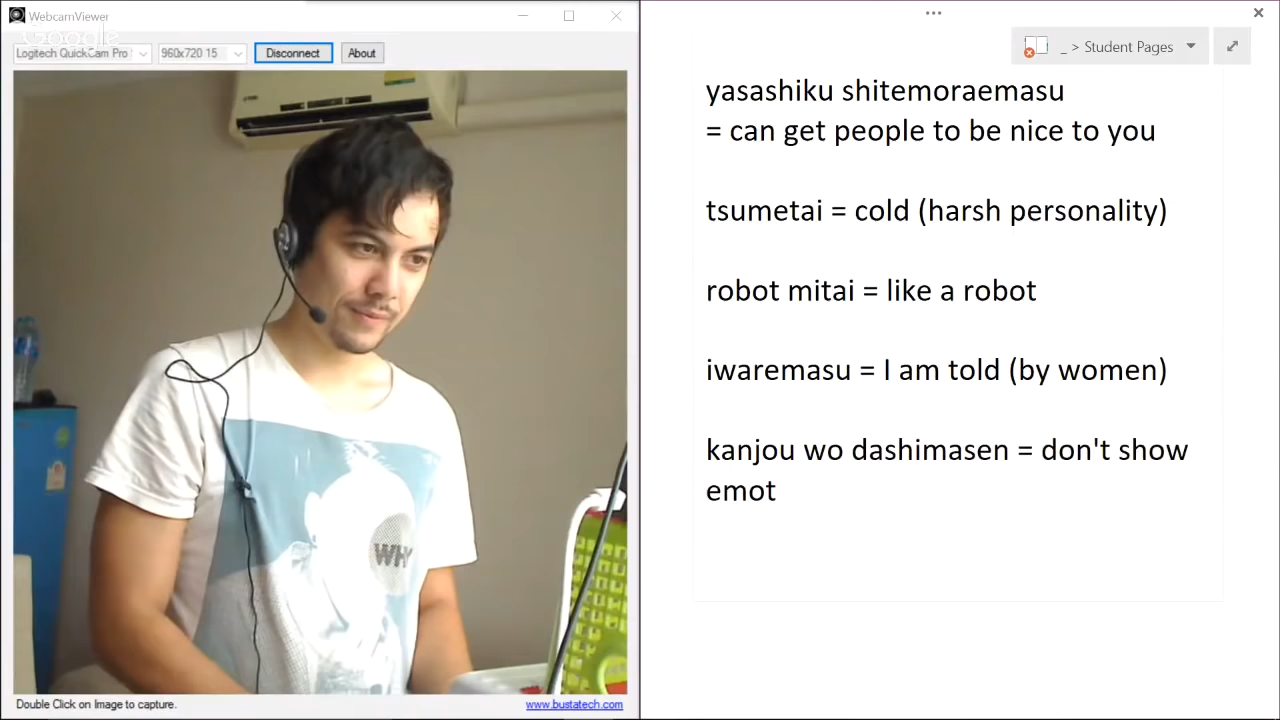 WebcamViewer
Google
Logitech QuickCam Pro
960x720 15
Disconnect
About
WHY
Double Click on Image to capture.
www.bustatech.com
_ > Student Pages
yasashiku shitemoraemasu
= can get people to be nice to you
tsumetai = cold (harsh personality)
robot mitai = like a robot
iwaremasu = I am told (by women)
kanjou wo dashimasen = don't show
emot